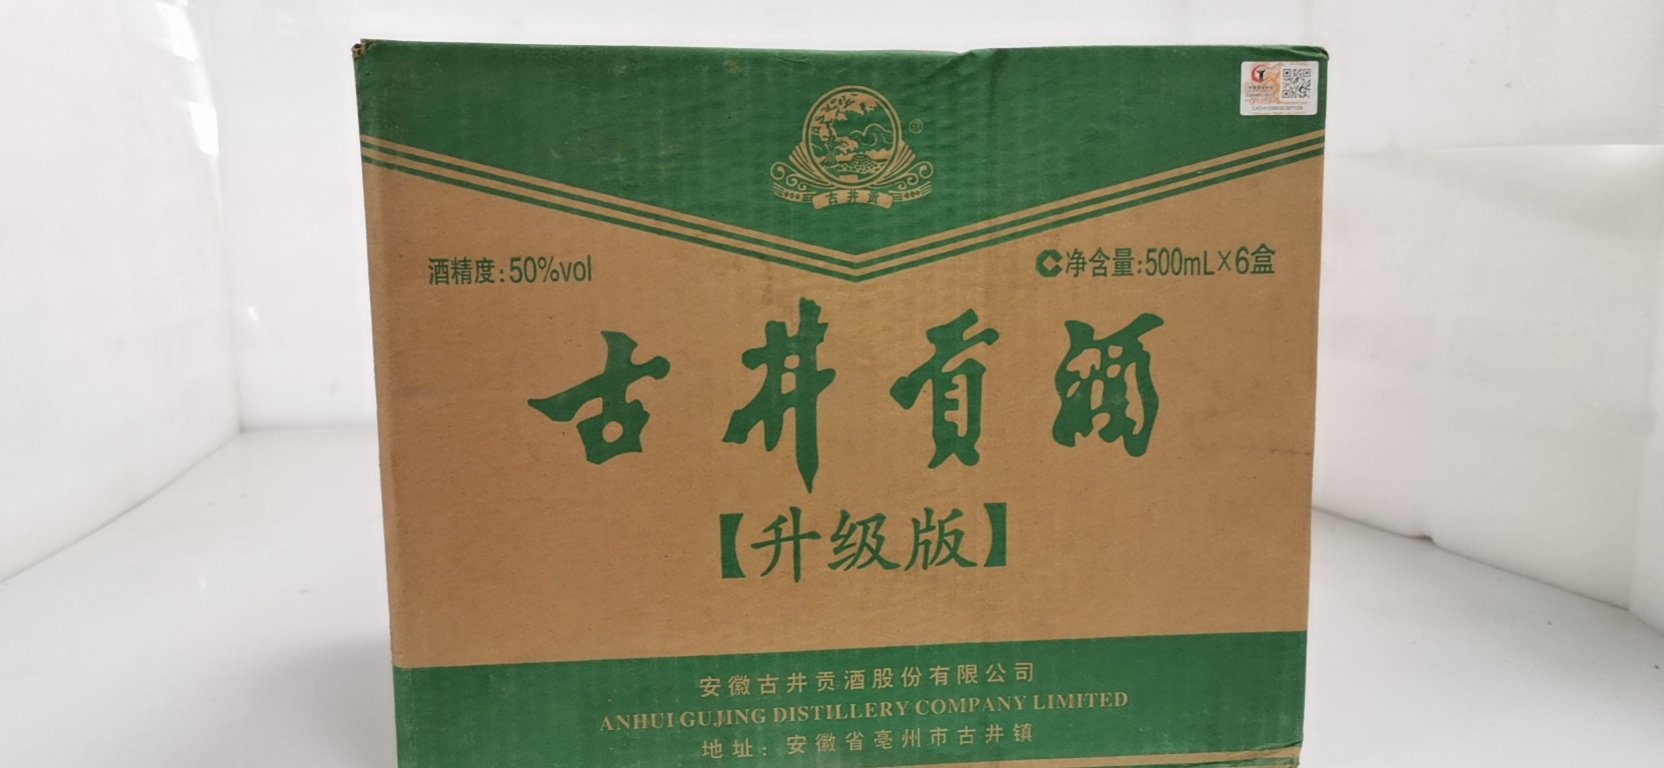 古井贡
酒精度:50%vol
净含量:500mL×6盒
古井贡酒
【升级版】
安徽古井贡酒股份有限公司
ANHUI GUJING DISTILLERY COMPANY LIMITED
地址：安徽省亳州市古井镇